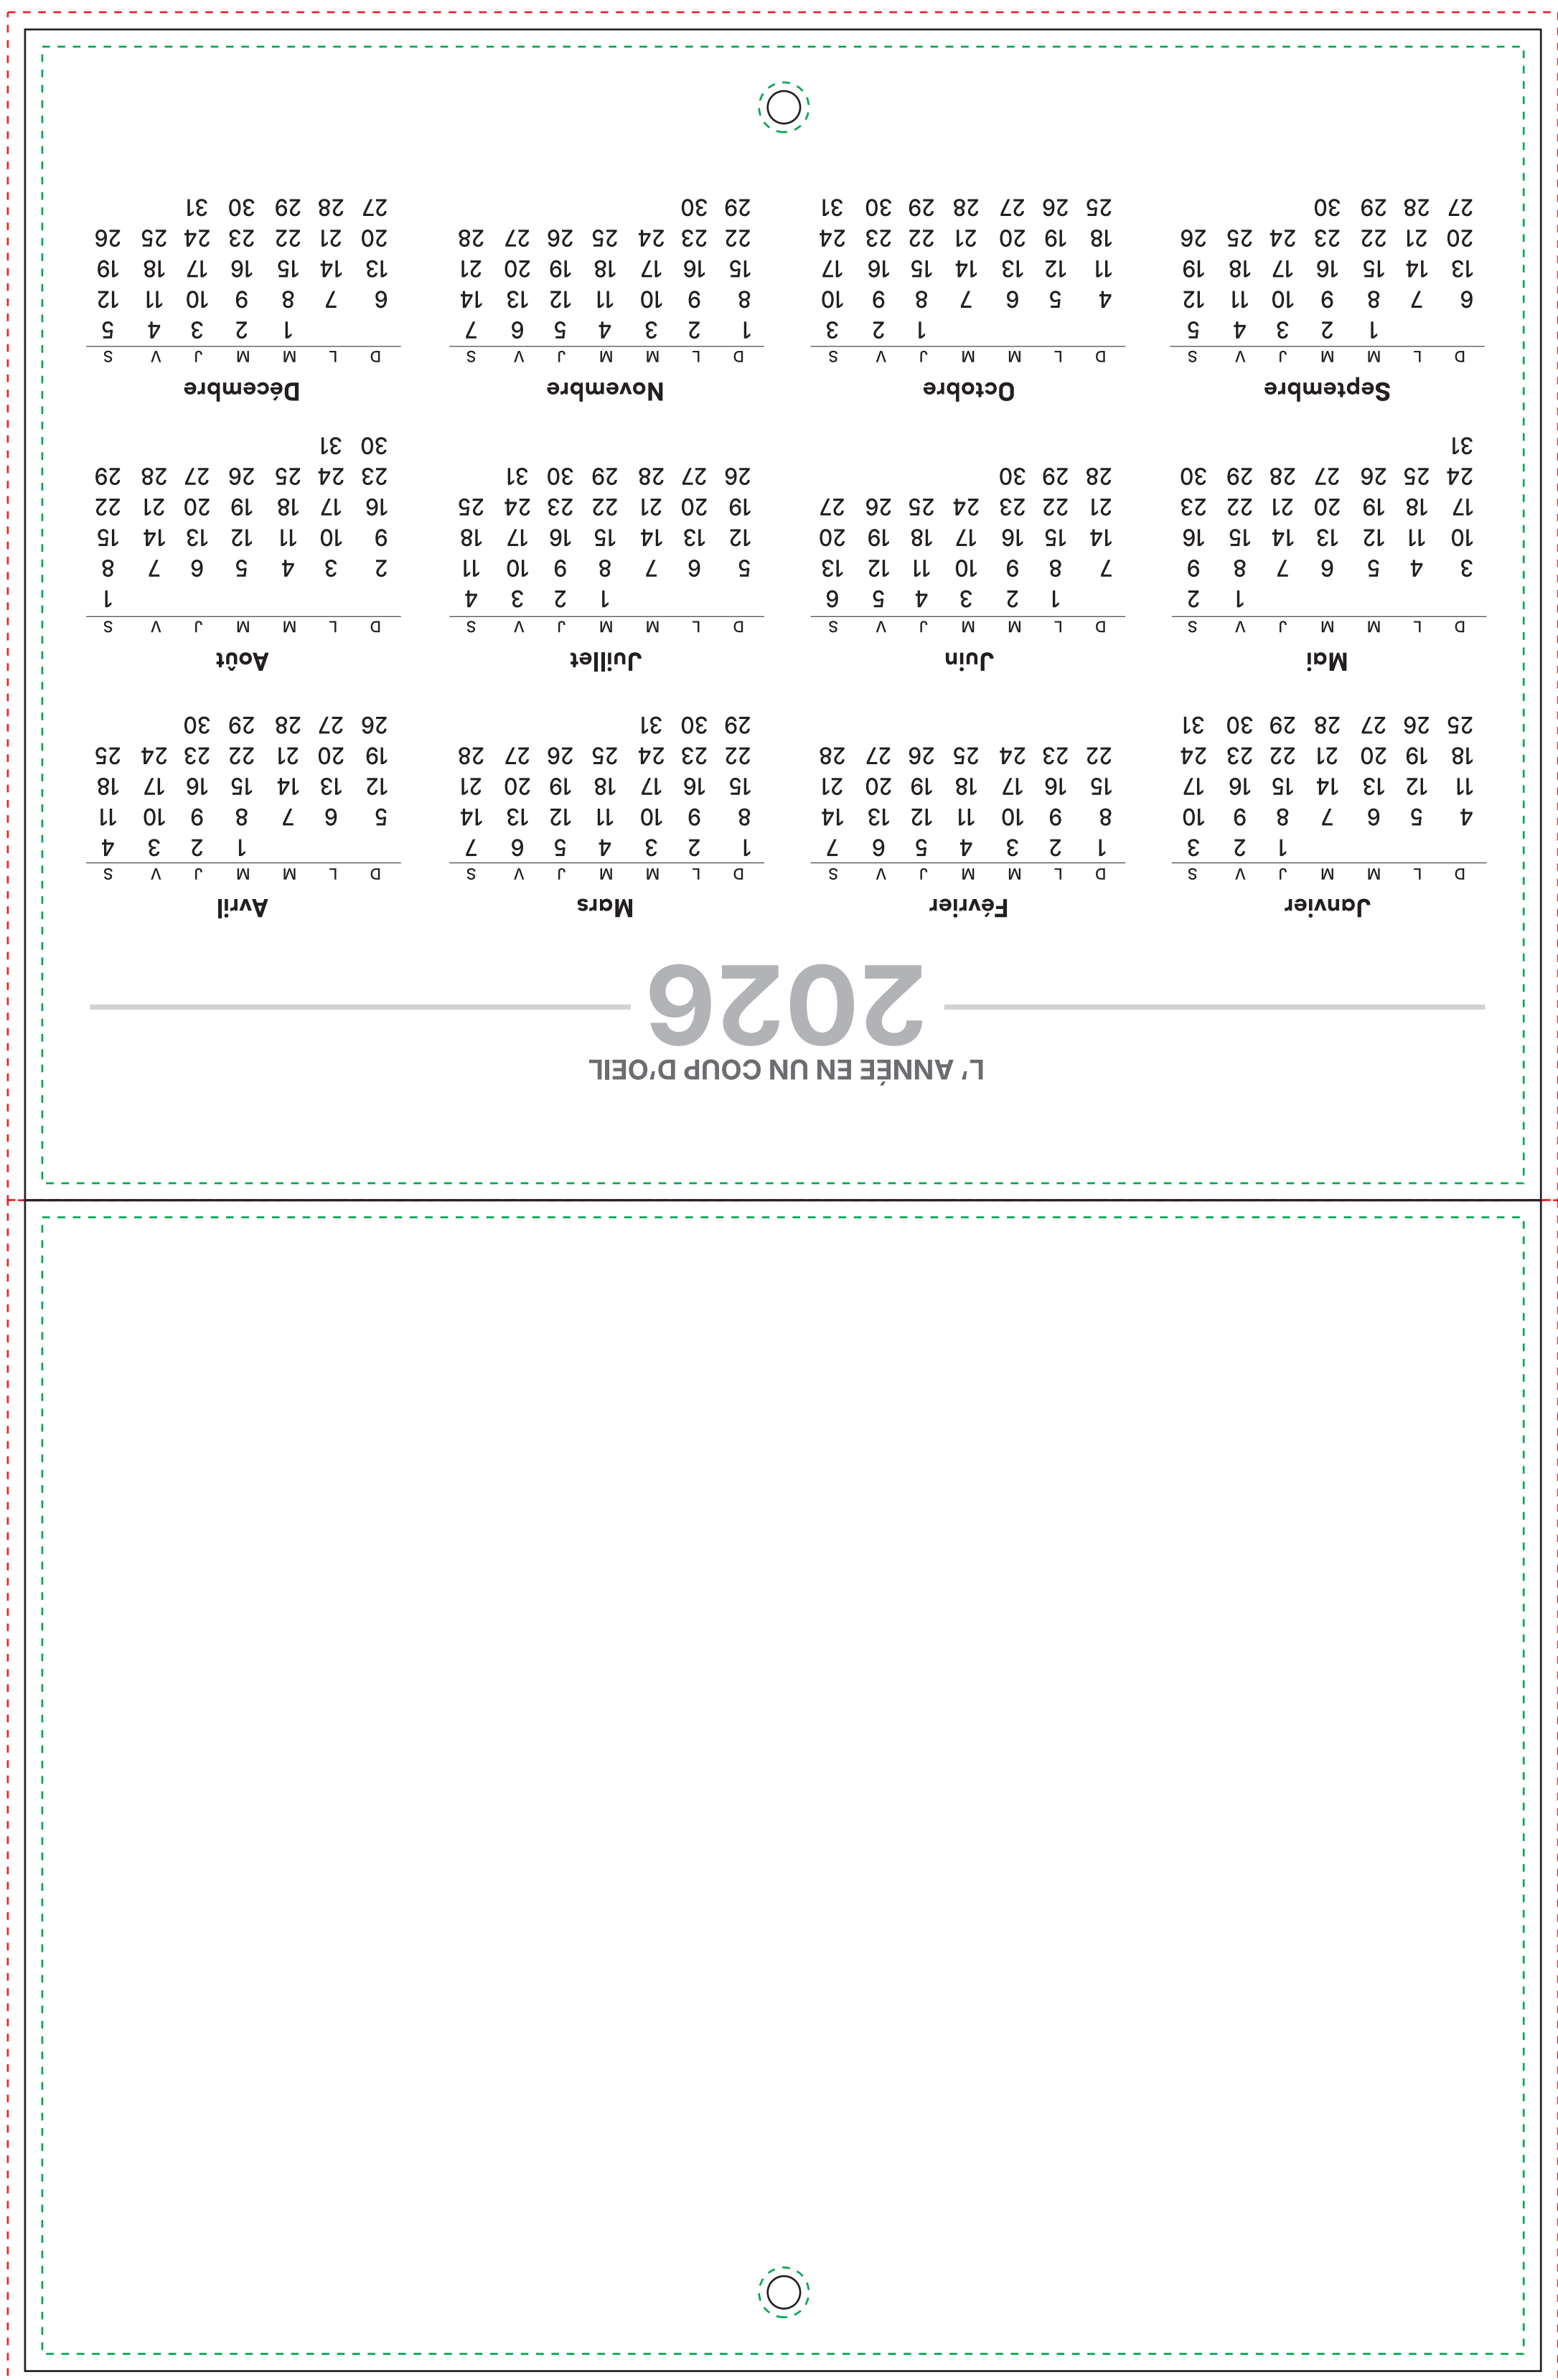 L' ANNÉE EN UN COUP D'OEIL
2026
Janvier
D L M M J V S
1 2 3
4 5 6 7 8 9 10
11 12 13 14 15 16 17
18 19 20 21 22 23 24
25 26 27 28 29 30 31
Février
D L M M J V S
1 2 3 4 5 6 7
8 9 10 11 12 13 14
15 16 17 18 19 20 21
22 23 24 25 26 27 28
Mars
D L M M J V S
1 2 3 4 5 6 7
8 9 10 11 12 13 14
15 16 17 18 19 20 21
22 23 24 25 26 27 28
29 30 31
Avril
D L M M J V S
1 2 3 4
5 6 7 8 9 10 11
12 13 14 15 16 17 18
19 20 21 22 23 24 25
26 27 28 29 30
Mai
D L M M J V S
1 2
3 4 5 6 7 8 9
10 11 12 13 14 15 16
17 18 19 20 21 22 23
24 25 26 27 28 29 30
31
Juin
D L M M J V S
1 2 3 4 5 6
7 8 9 10 11 12 13
14 15 16 17 18 19 20
21 22 23 24 25 26 27
28 29 30
Juillet
D L M M J V S
1 2 3 4
5 6 7 8 9 10 11
12 13 14 15 16 17 18
19 20 21 22 23 24 25
26 27 28 29 30 31
Août
D L M M J V S
1
2 3 4 5 6 7 8
9 10 11 12 13 14 15
16 17 18 19 20 21 22
23 24 25 26 27 28 29
30 31
Septembre
D L M M J V S
1 2 3 4 5
6 7 8 9 10 11 12
13 14 15 16 17 18 19
20 21 22 23 24 25 26
27 28 29 30
Octobre
D L M M J V S
1 2 3
4 5 6 7 8 9 10
11 12 13 14 15 16 17
18 19 20 21 22 23 24
25 26 27 28 29 30 31
Novembre
D L M M J V S
1 2 3 4 5 6 7
8 9 10 11 12 13 14
15 16 17 18 19 20 21
22 23 24 25 26 27 28
29 30
Décembre
D L M M J V S
1 2 3 4 5
6 7 8 9 10 11 12
13 14 15 16 17 18 19
20 21 22 23 24 25 26
27 28 29 30 31